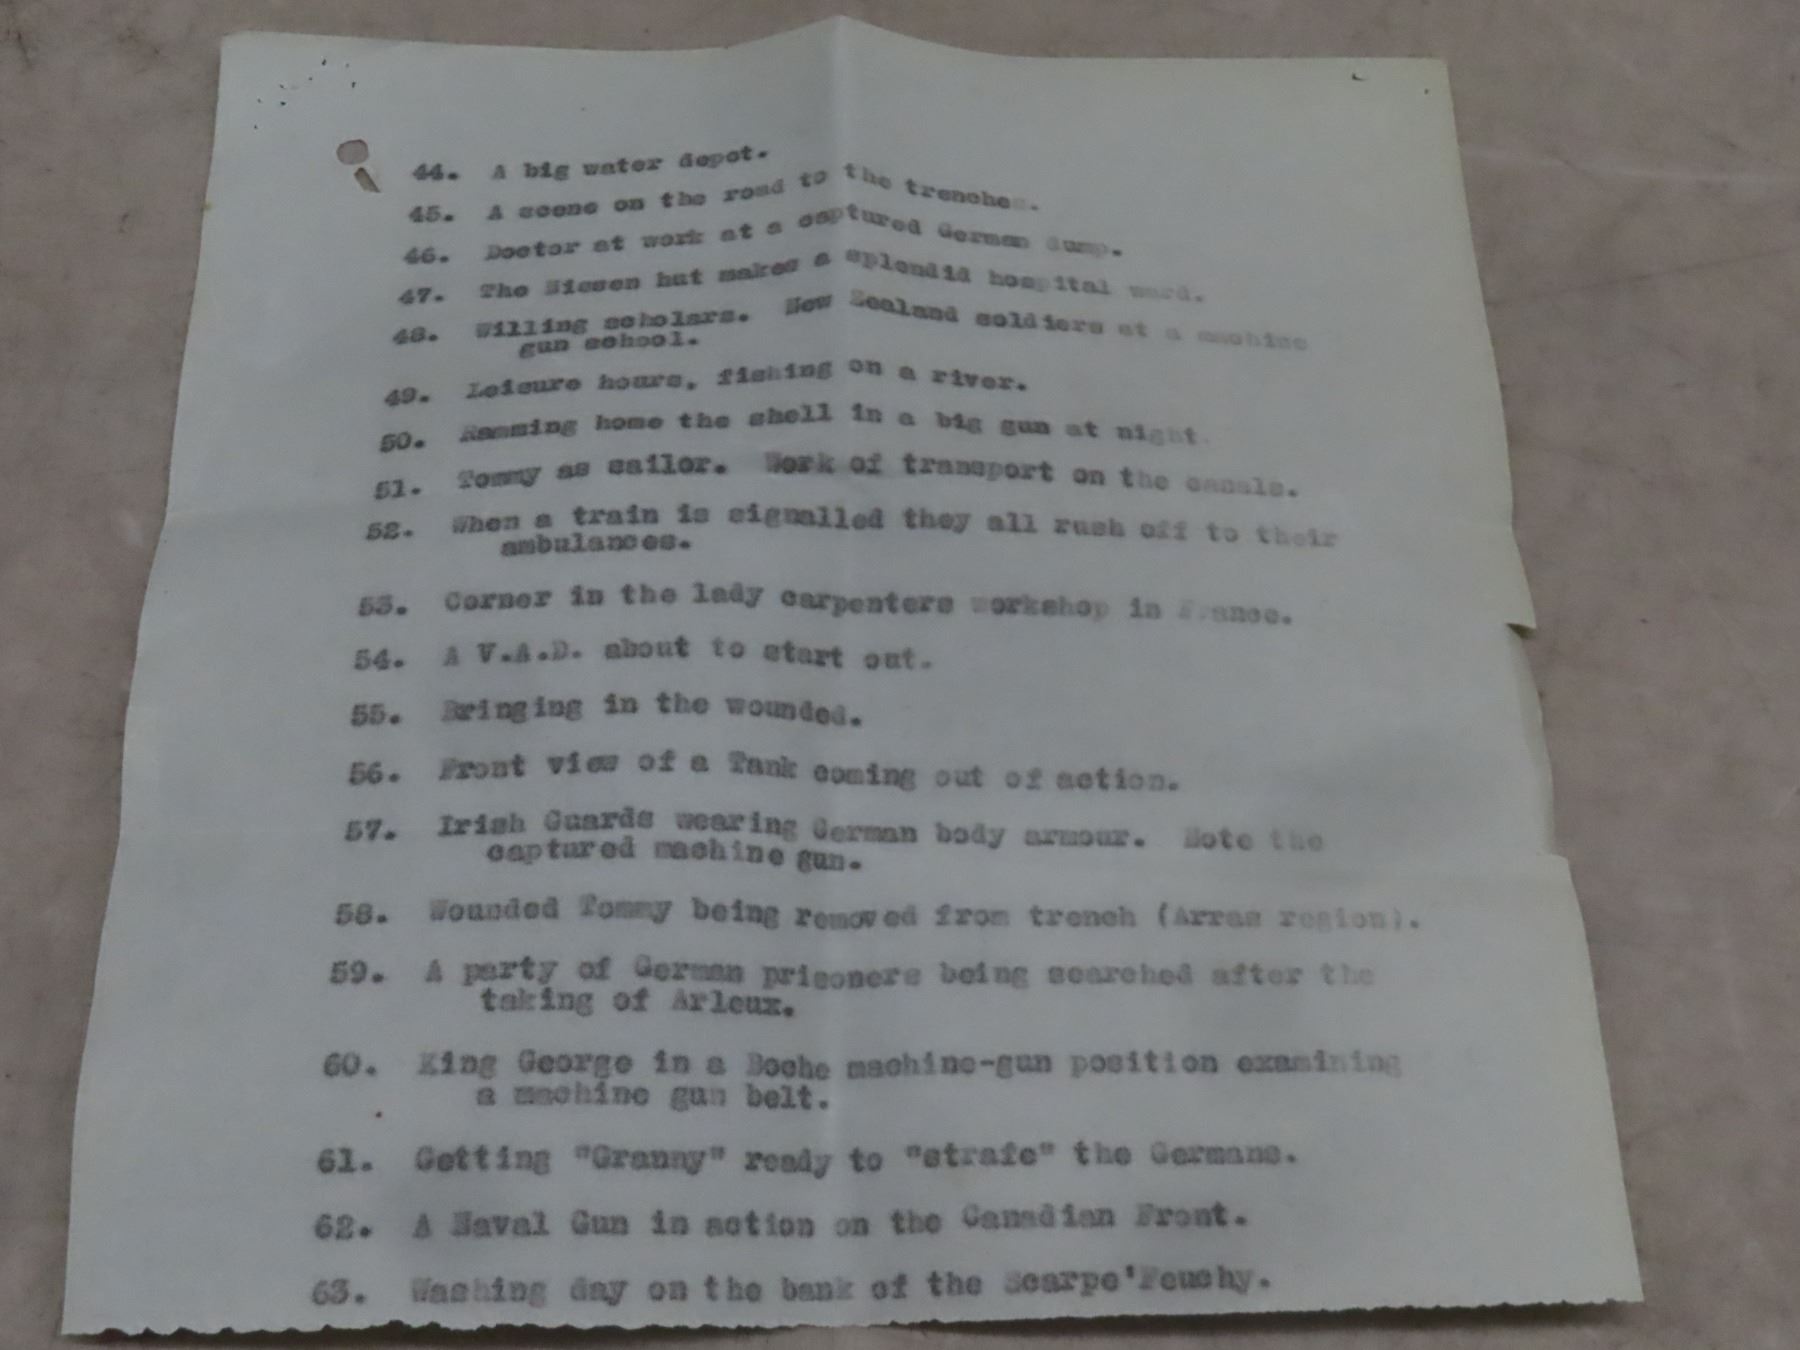 44. A big water depot.
45. A scene on the road to the trenches.
46. Doctor at work at a captured German dump.
47. The Nissen hut makes a splendid hospital ward.
48. Willing scholars. New Zealand soldiers at a machine
gun school.
49. Leisure hours, fishing on a river.
50. Ramming home the shell in a big gun at night.
51. Tommy as sailor. Work of transport on the canals.
52. When a train is signalled they all rush off to their
ambulances.
53. Corner in the lady carpenters workshop in France.
54. A V.A.D. about to start out.
55. Bringing in the wounded.
56. Front view of a Tank coming out of action.
57. Irish Guards wearing German body armour. Note the
captured machine gun.
58. Wounded Tommy being removed from trench (Arras region).
59. A party of German prisoners being searched after the
taking of Arleux.
60. King George in a Boche machine-gun position examining
a machine gun belt.
61. Getting "Granny" ready to "strafe" the Germans.
62. A Naval Gun in action on the Canadian Front.
63. Washing day on the bank of the Scarpe'Feuchy.